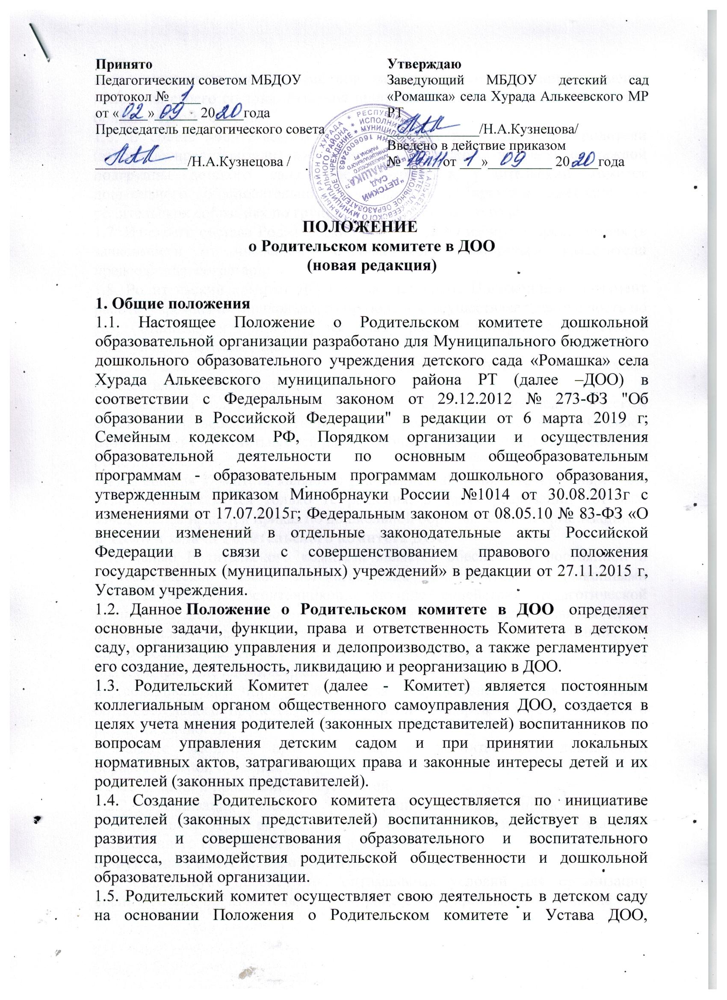 Принято
Педагогическим советом МБДОУ
протокол № 1
от «02» 09 2020 года
Председатель педагогического совета
/Н.А.Кузнецова /
Утверждаю
Заведующий МБДОУ детский сад
«Ромашка» села Хурада Алькеевского МР
РТ
/Н.А.Кузнецова/
Введено в действие приказом
№ от 1 » 09 2020 года
ПОЛОЖЕНИЕ
о Родительском комитете в ДОО
(новая редакция)
1. Общие положения
1.1. Настоящее Положение о Родительском комитете дошкольной
образовательной организации разработано для Муниципального бюджетного
дошкольного образовательного учреждения детского сада «Ромашка» села
Хурада Алькеевского муниципального района РТ (далее –ДОО) в
соответствии с Федеральным законом от 29.12.2012 № 273-ФЗ "Об
образовании в Российской Федерации" в редакции от 6 марта 2019 г;
Семейным кодексом РФ, Порядком организации и осуществления
образовательной деятельности по основным общеобразовательным
программам - образовательным программам дошкольного образования,
утвержденным приказом Минобрнауки России №1014 от 30.08.2013г с
изменениями от 17.07.2015г; Федеральным законом от 08.05.10 № 83-ФЗ «О
внесении изменений в отдельные законодательные акты Российской
Федерации в связи с совершенствованием правового положения
государственных (муниципальных) учреждений» в редакции от 27.11.2015 г,
Уставом учреждения.
1.2. Данное Положение о Родительском комитете в ДОО определяет
основные задачи, функции, права и ответственность Комитета в детском
саду, организацию управления и делопроизводство, а также регламентирует
его создание, деятельность, ликвидацию и реорганизацию в ДОО.
1.3. Родительский Комитет (далее - Комитет) является постоянным
коллегиальным органом общественного самоуправления ДОО, создается в
целях учета мнения родителей (законных представителей) воспитанников по
вопросам управления детским садом и при принятии локальных
нормативных актов, затрагивающих права и законные интересы детей и их
родителей (законных представителей).
1.4. Создание Родительского комитета осуществляется по инициативе
родителей (законных представителей) воспитанников, действует в целях
развития и совершенствования образовательного и воспитательного
процесса, взаимодействия родительской общественности и дошкольной
образовательной организации.
1.5. Родительский комитет осуществляет свою деятельность в детском саду
на основании Положения о Родительском комитете и Устава ДОО,